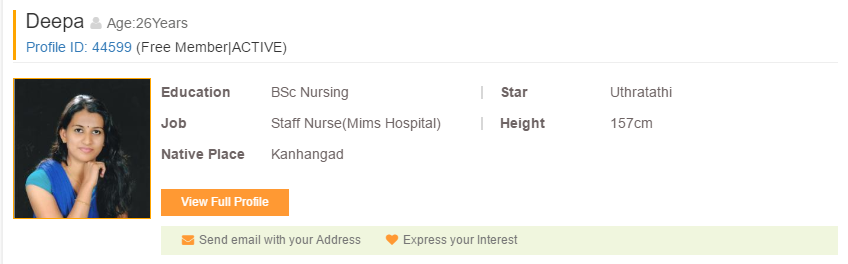 Deepa Age:26Years
Profile ID: 44599 (Free Member|ACTIVE)
Education BSc Nursing | Star Uthratathi
Job Staff Nurse(Mims Hospital) | Height 157cm
Native Place Kanhangad
View Full Profile
Send email with your Address Express your Interest